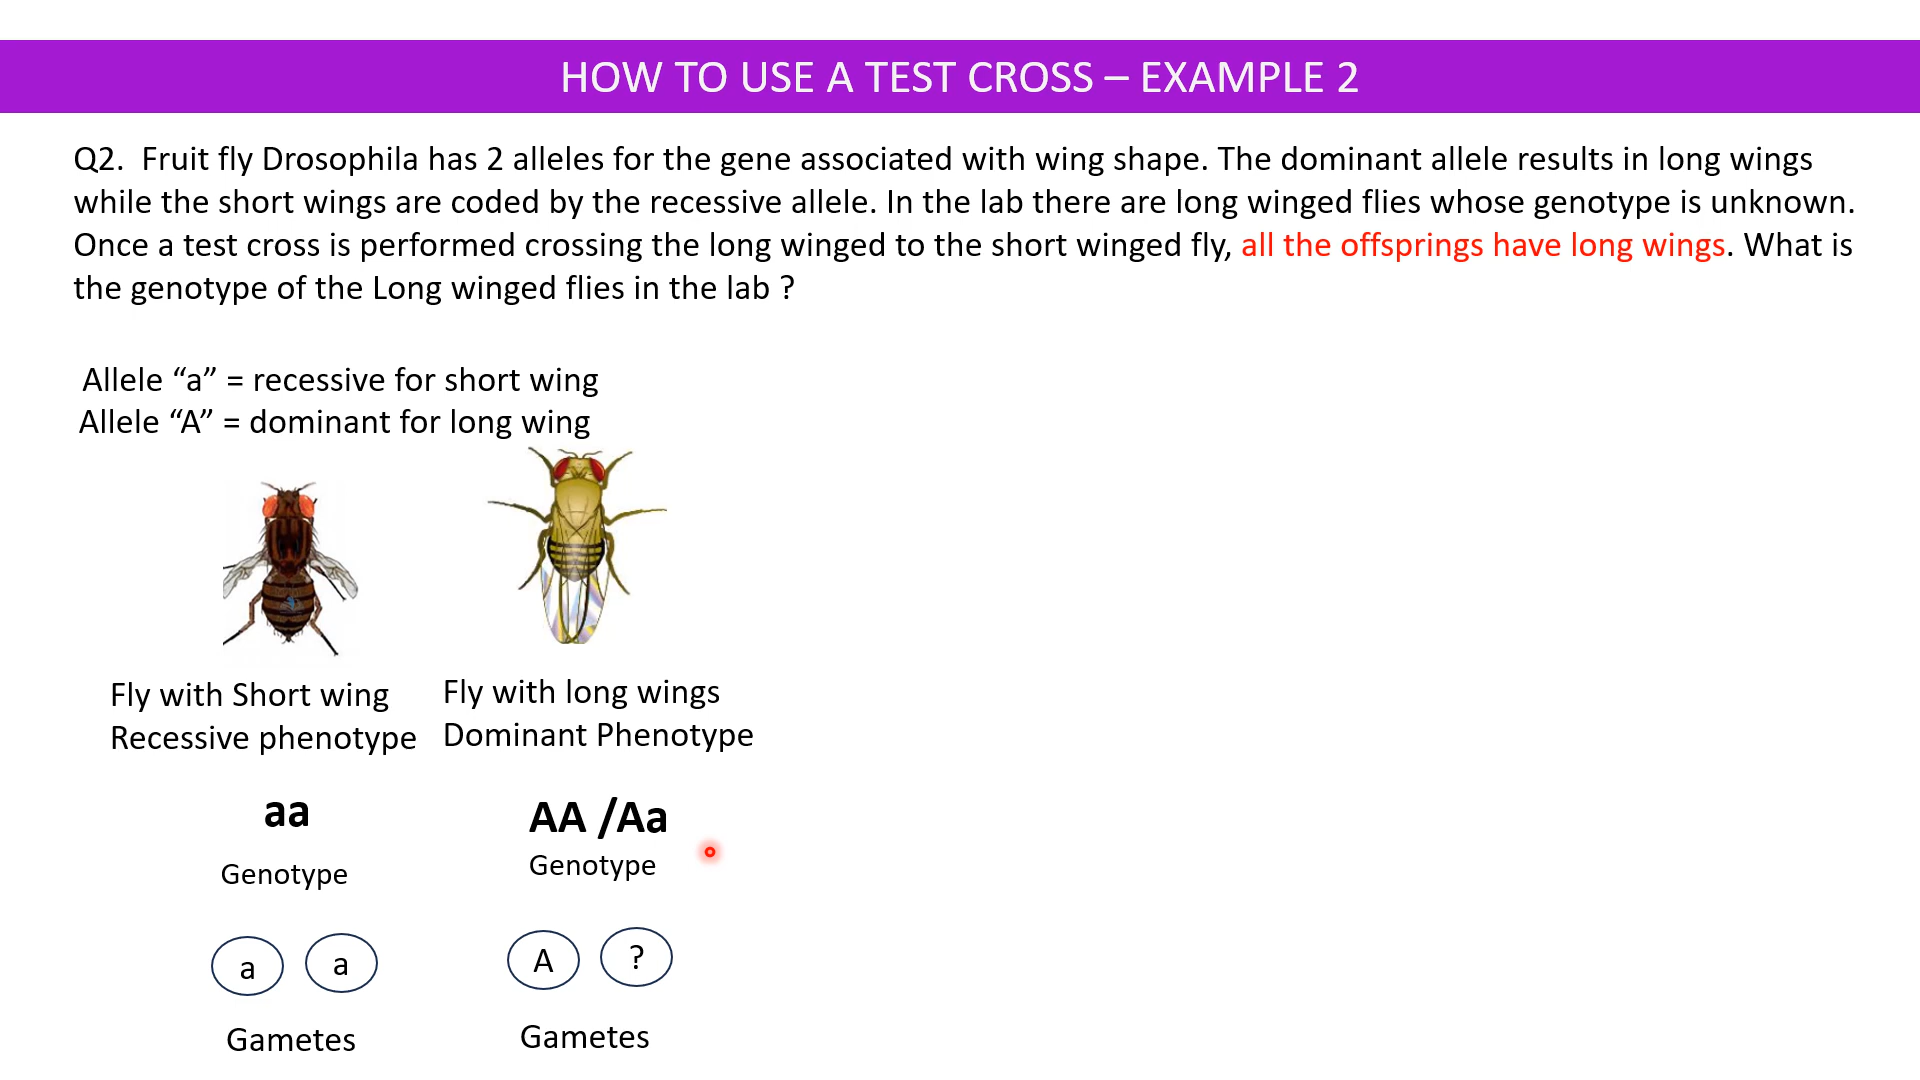 HOW TO USE A TEST CROSS – EXAMPLE 2
Q2.  Fruit fly Drosophila has 2 alleles for the gene associated with wing shape. The dominant allele results in long wings
while the short wings are coded by the recessive allele. In the lab there are long winged flies whose genotype is unknown.
Once a test cross is performed crossing the long winged to the short winged fly, all the offsprings have long wings. What is
the genotype of the Long winged flies in the lab ?
Allele “a” = recessive for short wing
Allele “A” = dominant for long wing
Fly with Short wing
Recessive phenotype
Fly with long wings
Dominant Phenotype
aa
Genotype
AA /Aa
Genotype
a a
Gametes
A ?
Gametes